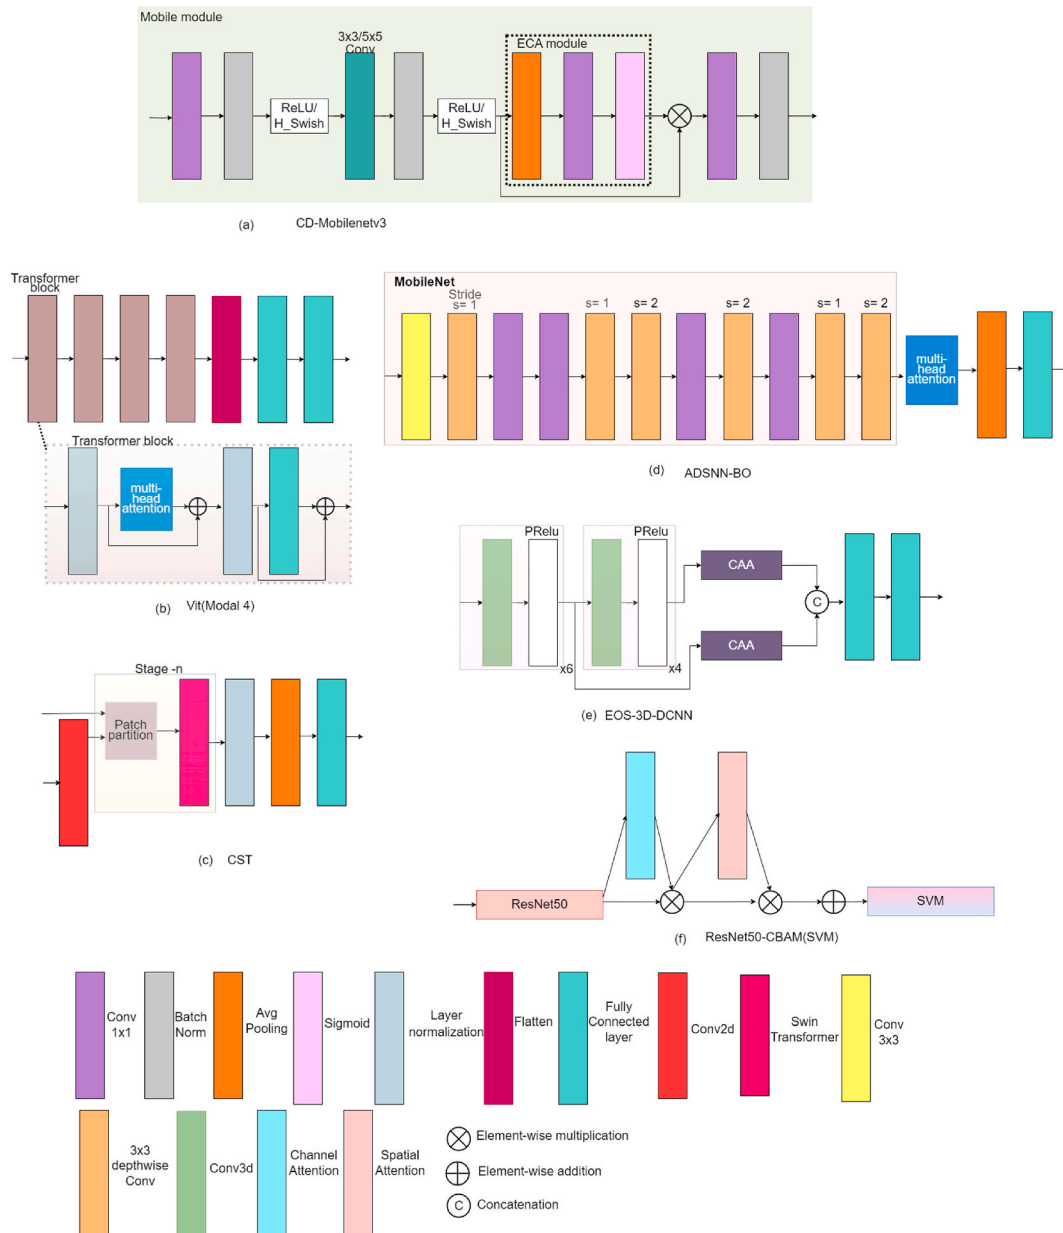 Mobile module
3x3/5x5
Conv
ECA module
ReLU/
H_Swish
ReLU/
H_Swish
(a) CD-Mobilenetv3
Transformer
block
Transformer block
multi-
head
attention
(b) Vit(Modal 4)
MobileNet
Stride
s= 1
s= 1
s= 2
s= 2
s= 1
s= 2
multi-
head
attention
(d) ADSNN-BO
PRelu
PRelu
x6
x4
CAA
CAA
C
(e) EOS-3D-DCNN
Stage -n
Patch
partition
(c) CST
ResNet50
SVM
(f) ResNet50-CBAM(SVM)
Conv
1x1
Batch
Norm
Avg
Pooling
Sigmoid
Layer
normalization
Flatten
Fully
Connected
layer
Conv2d
Swin
Transformer
Conv
3x3
3x3
depthwise
Conv
Conv3d
Channel
Attention
Spatial
Attention
Element-wise multiplication
Element-wise addition
C Concatenation